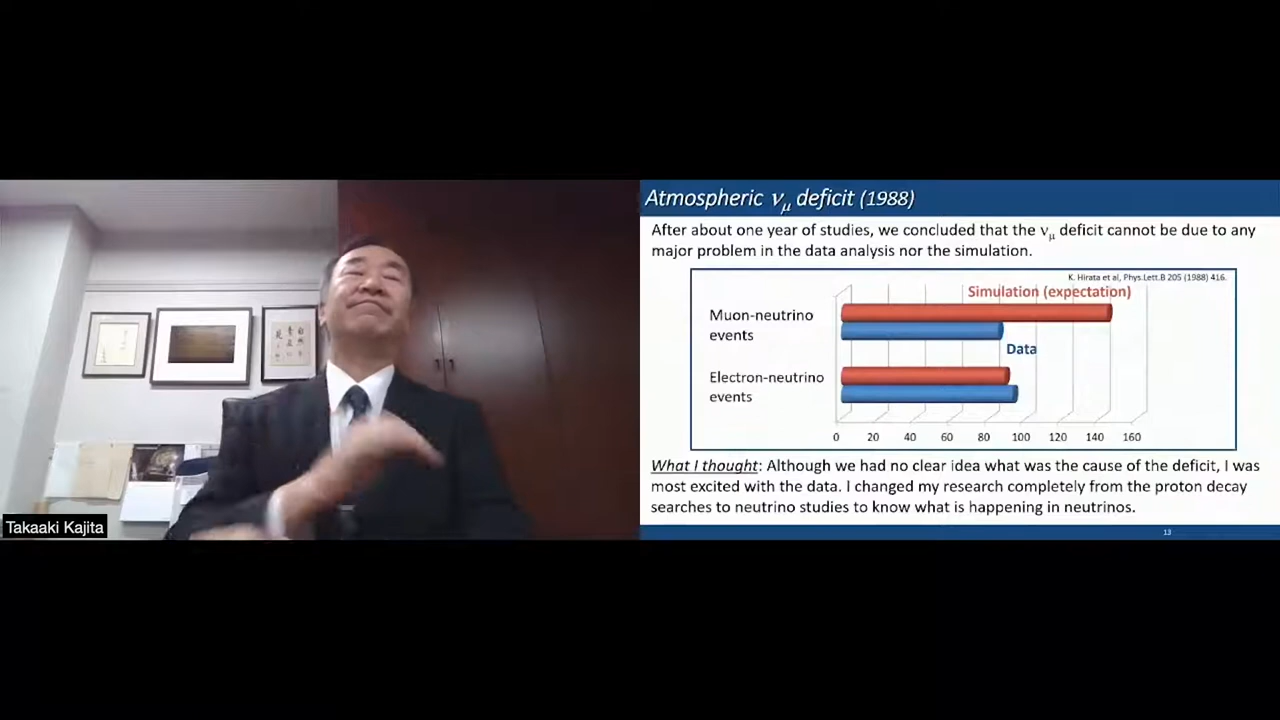 Atmospheric νμ deficit (1988)
After about one year of studies, we concluded that the νμ deficit cannot be due to any
major problem in the data analysis nor the simulation.
K. Hirata et al, Phys.Lett.B 205 (1988) 416.
Simulation (expectation)
Muon-neutrino
events
Data
Electron-neutrino
events
0 20 40 60 80 100 120 140 160
What I thought: Although we had no clear idea what was the cause of the deficit, I was
most excited with the data. I changed my research completely from the proton decay
searches to neutrino studies to know what is happening in neutrinos.
13
Takaaki Kajita